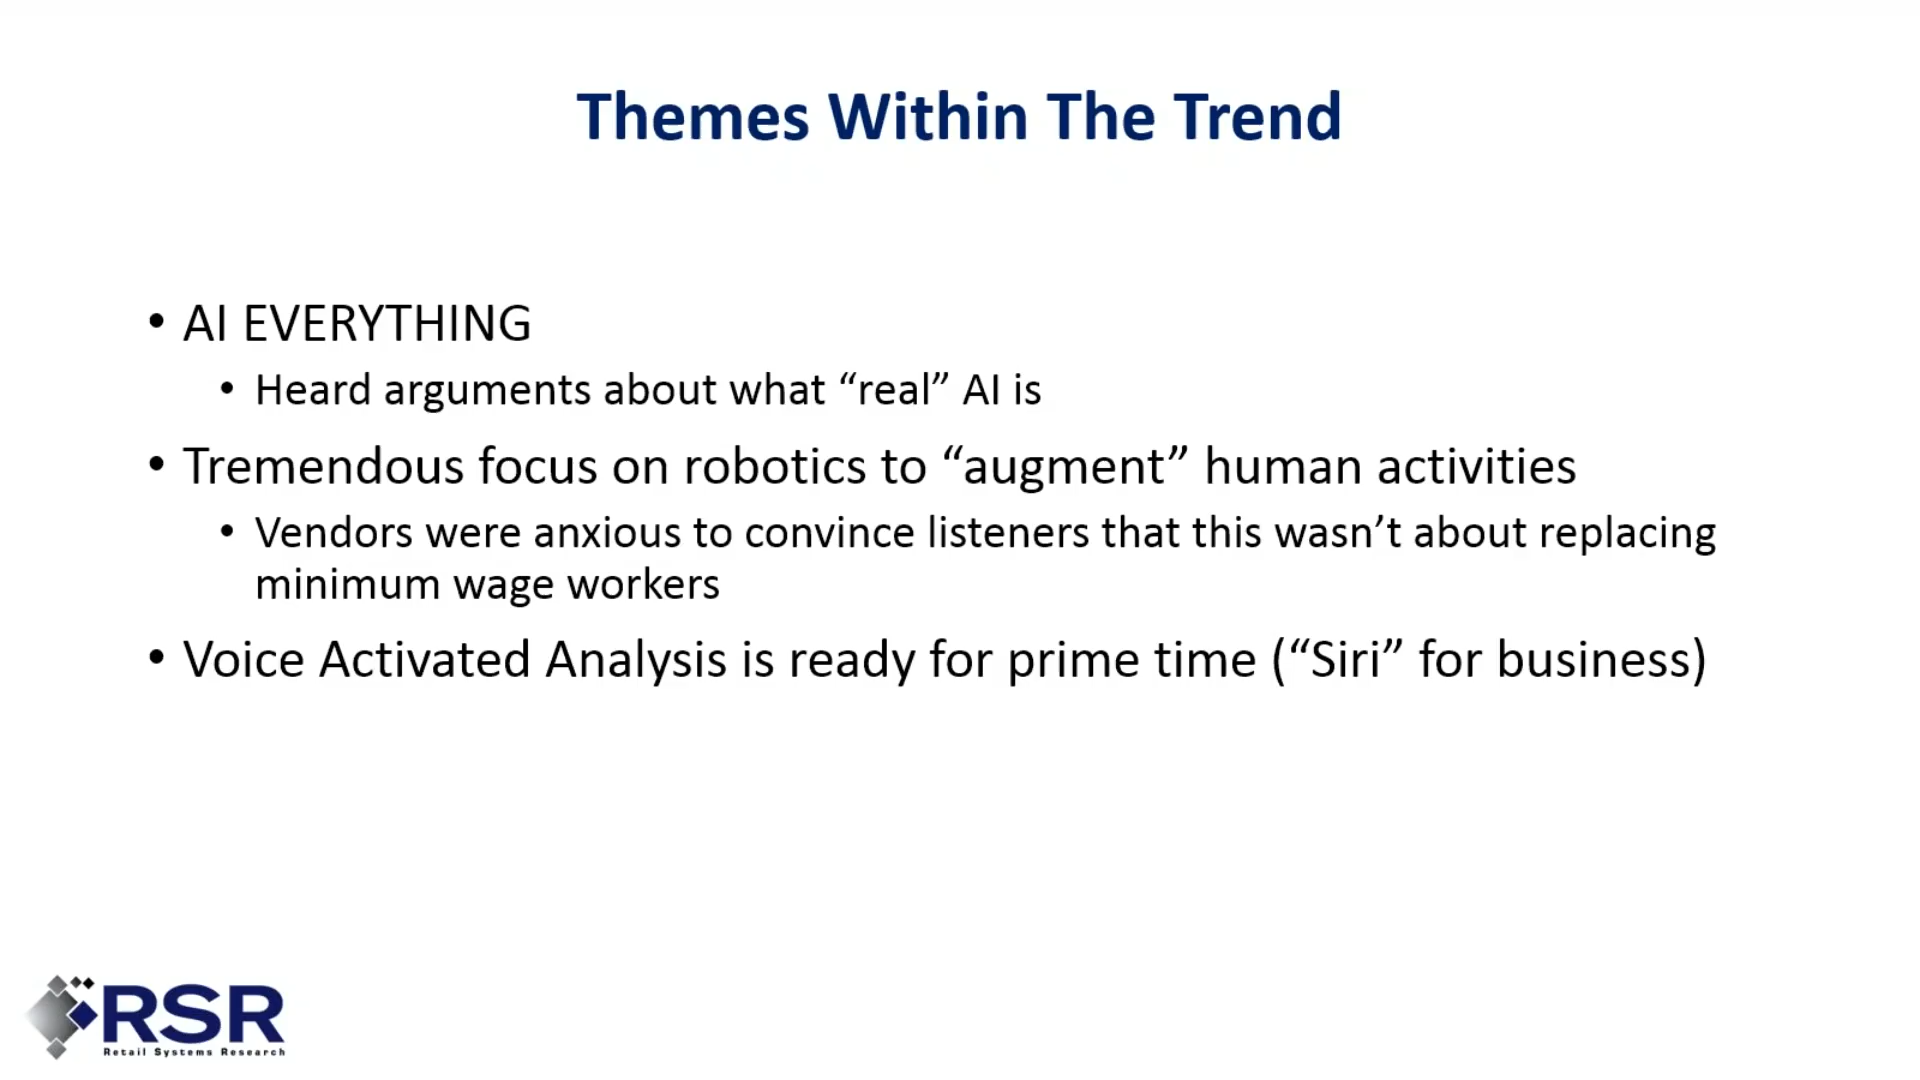 Themes Within The Trend
• AI EVERYTHING
• Heard arguments about what “real” AI is
• Tremendous focus on robotics to “augment” human activities
• Vendors were anxious to convince listeners that this wasn’t about replacing
minimum wage workers
• Voice Activated Analysis is ready for prime time (“Siri” for business)
RSR
Retail Systems Research